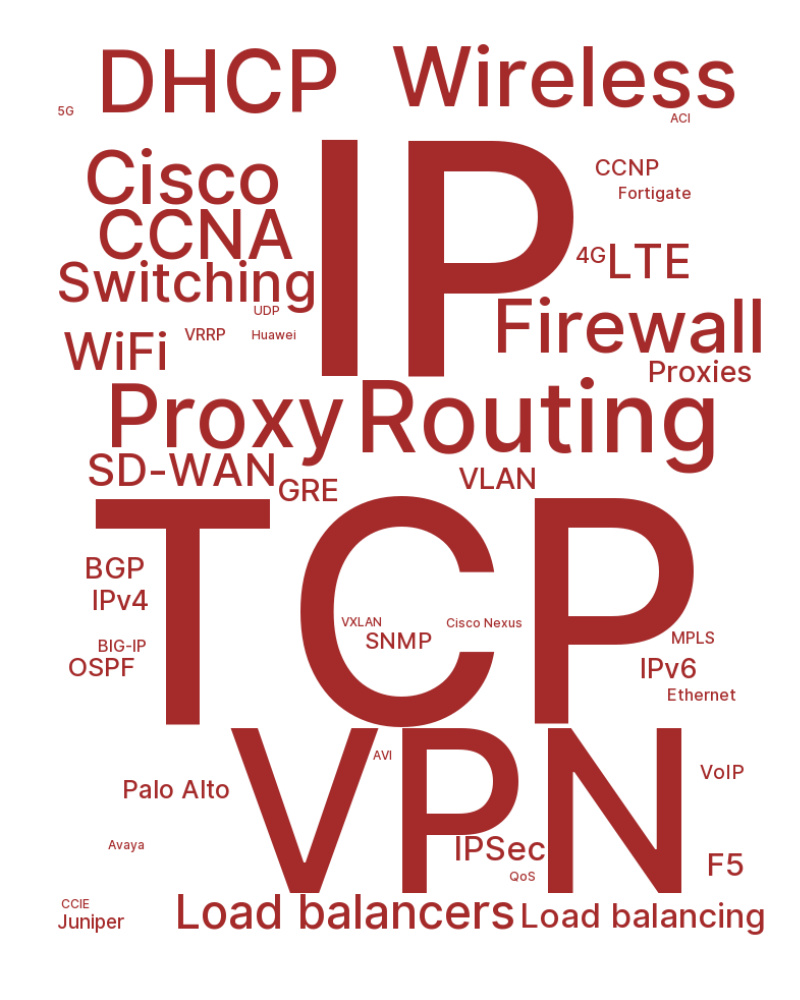 DHCP
Wireless
5G
ACI
IP
Cisco
CCNP
Fortigate
CCNA
4G
LTE
Switching
UDP
Firewall
WiFi
VRRP
Huawei
Proxies
Proxy
Routing
SD-WAN
GRE
VLAN
TCP
BGP
IPv4
VXLAN
Cisco Nexus
SNMP
MPLS
BIG-IP
OSPF
IPv6
Ethernet
VPN
AVI
VoIP
Palo Alto
Avaya
IPSec
F5
QoS
CCIE
Juniper
Load balancers
Load balancing